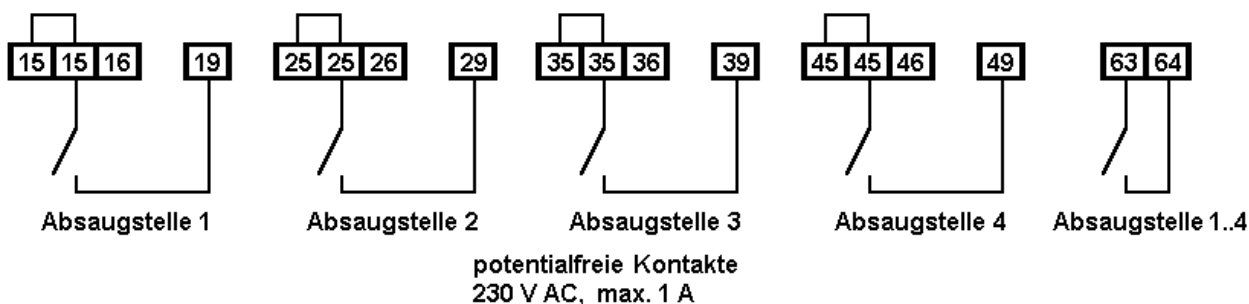 15 15 16 19 25 25 26 29 35 35 36 39 45 45 46 49 63 64
Absaugstelle 1 Absaugstelle 2 Absaugstelle 3 Absaugstelle 4 Absaugstelle 1..4
potentialfreie Kontakte
230 V AC, max. 1 A